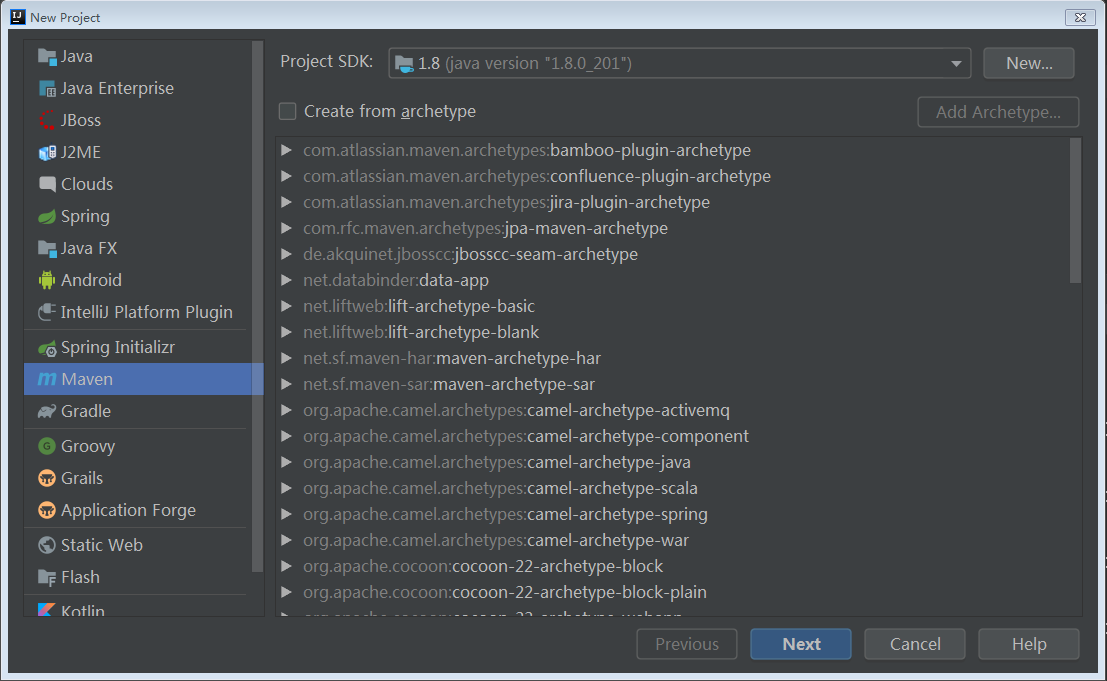 New Project
Java
Java Enterprise
JBoss
J2ME
Clouds
Spring
Java FX
Android
IntelliJ Platform Plugin
Spring Initializr
Maven
Gradle
Groovy
Grails
Application Forge
Static Web
Flash
Kotlin
Project SDK: 1.8 (java version "1.8.0_201") New...
Create from archetype Add Archetype...
com.atlassian.maven.archetypes:bamboo-plugin-archetype
com.atlassian.maven.archetypes:confluence-plugin-archetype
com.atlassian.maven.archetypes:jira-plugin-archetype
com.rfc.maven.archetypes:jpa-maven-archetype
de.akquinet.jbosscc:jbosscc-seam-archetype
net.databinder:data-app
net.liftweb:lift-archetype-basic
net.liftweb:lift-archetype-blank
net.sf.maven-har:maven-archetype-har
net.sf.maven-sar:maven-archetype-sar
org.apache.camel.archetypes:camel-archetype-activemq
org.apache.camel.archetypes:camel-archetype-component
org.apache.camel.archetypes:camel-archetype-java
org.apache.camel.archetypes:camel-archetype-scala
org.apache.camel.archetypes:camel-archetype-spring
org.apache.camel.archetypes:camel-archetype-war
org.apache.cocoon:cocoon-22-archetype-block
org.apache.cocoon:cocoon-22-archetype-block-plain
org.apache.cocoon:cocoon-22-archetype-webapp
Previous Next Cancel Help